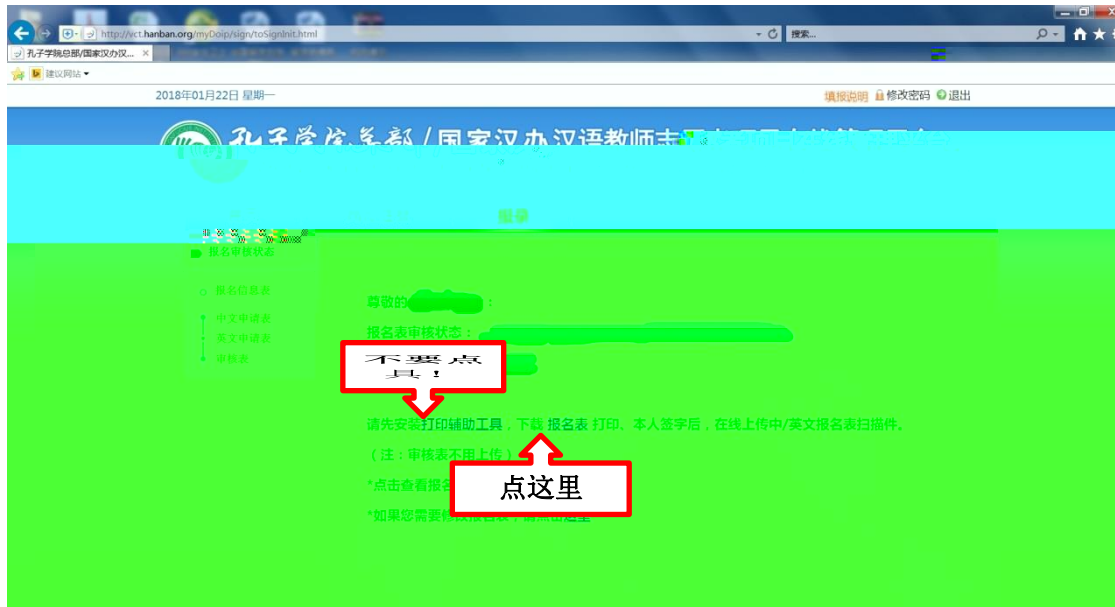 http://vct.hanban.org/myDoip/sign/toSignInit.html
搜索...
孔子学院总部/国家汉办汉...
建议网站
2018年01月22日 星期一
填报说明 修改密码 退出
孔子学院总部/国家汉办汉语教师志
报名审核状态
报名信息表
中文申请表
英文申请表
审核表
尊敬的 :
报名表审核状态:
不要点
具!
请先安装打印辅助工具,下载 报名表 打印、本人签字后,在线上传中/英文报名表扫描件。
(注:审核表不用上传)
点这里
*点击查看报名
*如果您需要修改报名表,请点击这里